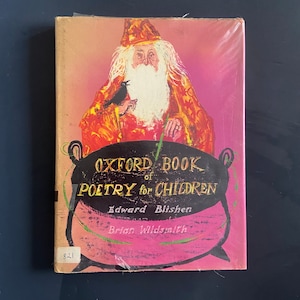 OXFORD BOOK
of
POETRY for CHILDREN
Edward Blishen
Brian Wildsmith